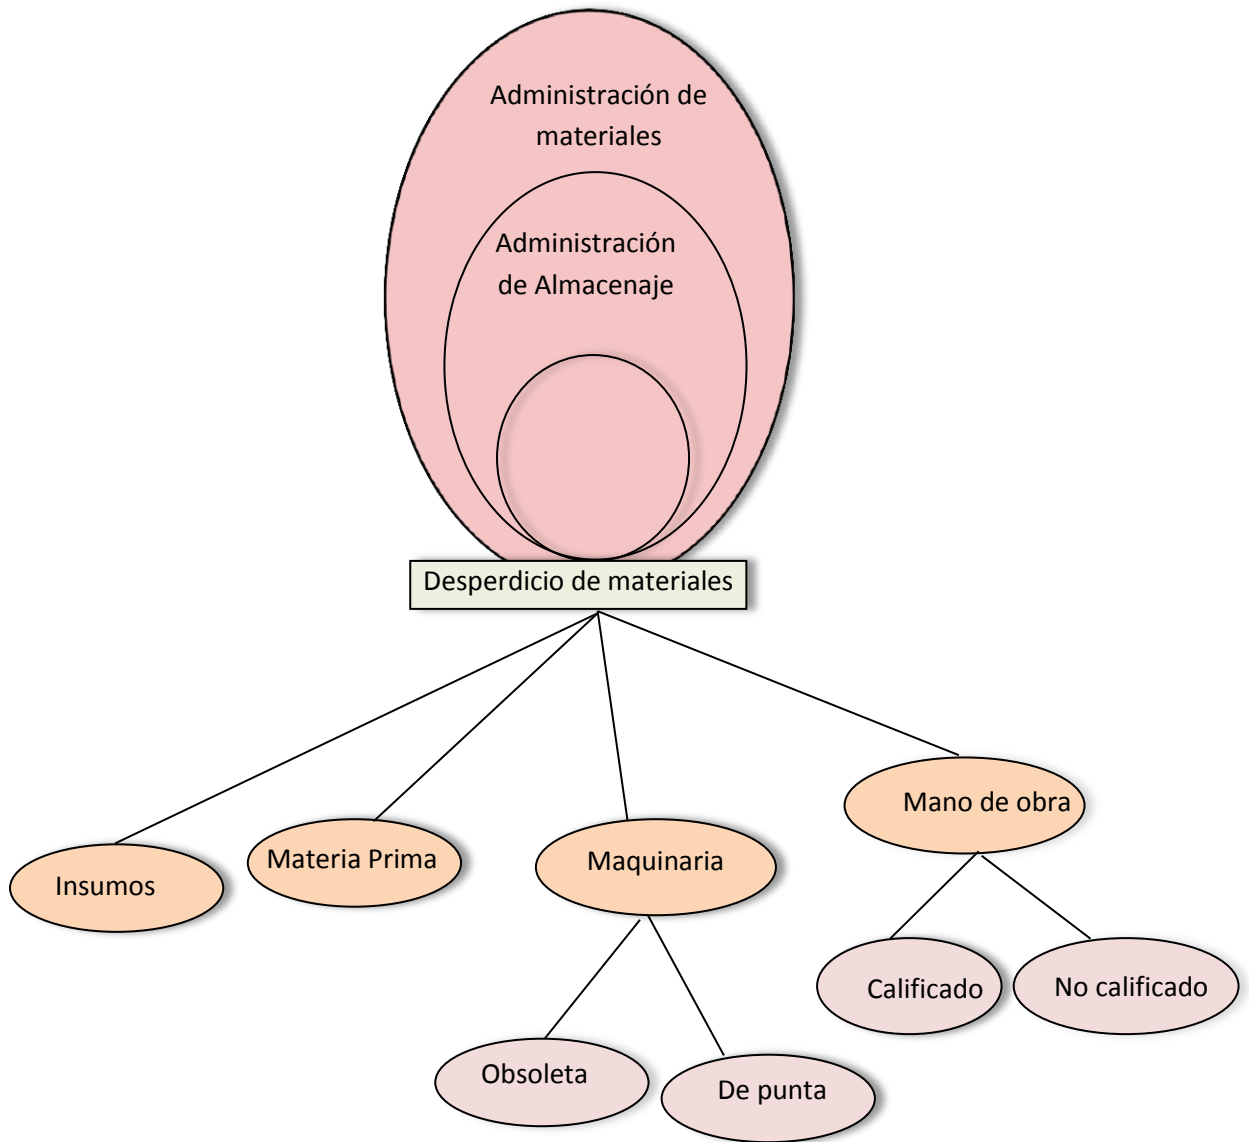 Administración de
materiales
Administración
de Almacenaje
Desperdicio de materiales
Mano de obra
Materia Prima
Maquinaria
Insumos
Calificado
No calificado
Obsoleta
De punta